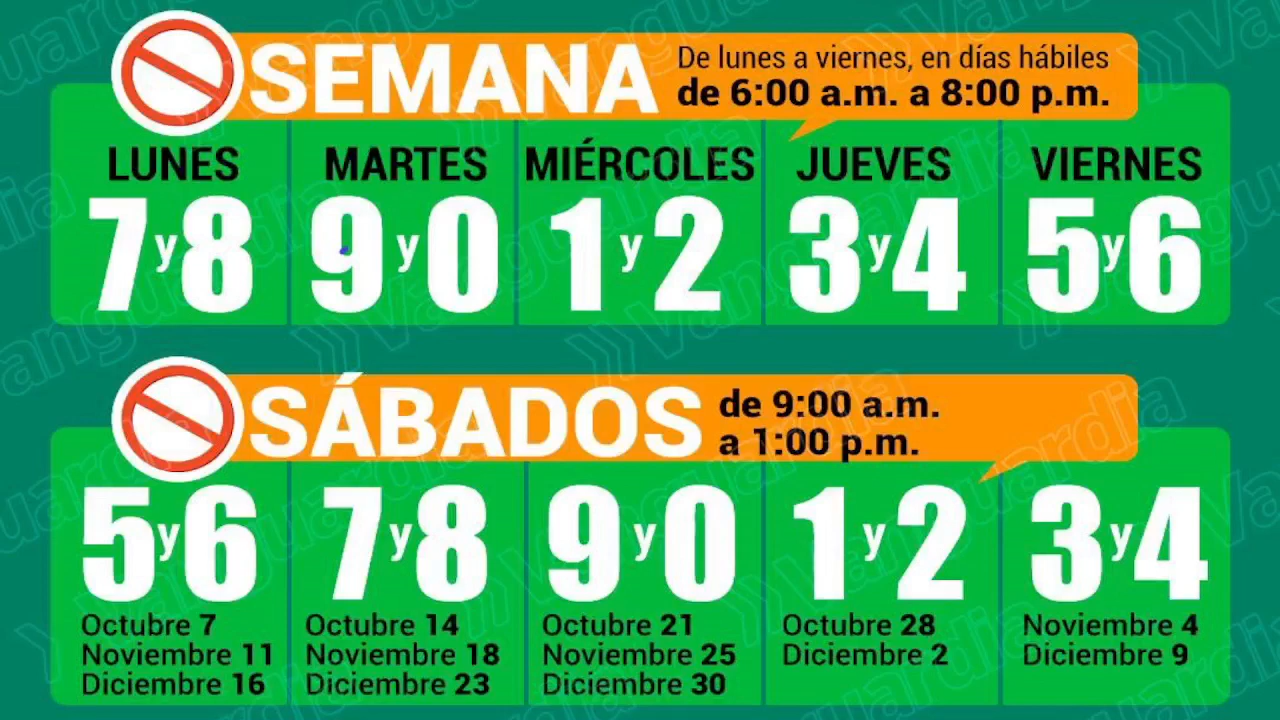 SEMANA
De lunes a viernes, en días hábiles
de 6:00 a.m. a 8:00 p.m.
LUNES
7 y 8
MARTES
9 y 0
MIÉRCOLES
1 y 2
JUEVES
3 y 4
VIERNES
5 y 6
SÁBADOS
de 9:00 a.m.
a 1:00 p.m.
5 y 6
Octubre 7
Noviembre 11
Diciembre 16
7 y 8
Octubre 14
Noviembre 18
Diciembre 23
9 y 0
Octubre 21
Noviembre 25
Diciembre 30
1 y 2
Octubre 28
Diciembre 2
3 y 4
Noviembre 4
Diciembre 9
Vanguardia